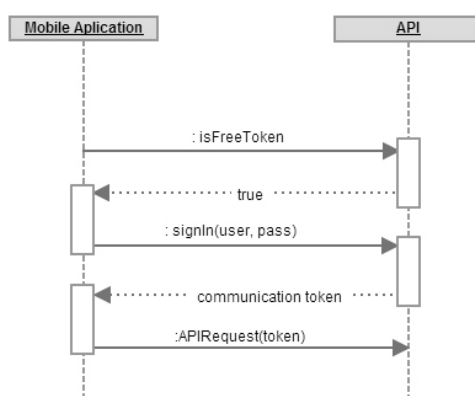 Mobile Aplication
API
: isFreeToken
true
: signIn(user, pass)
communication token
:APIRequest(token)